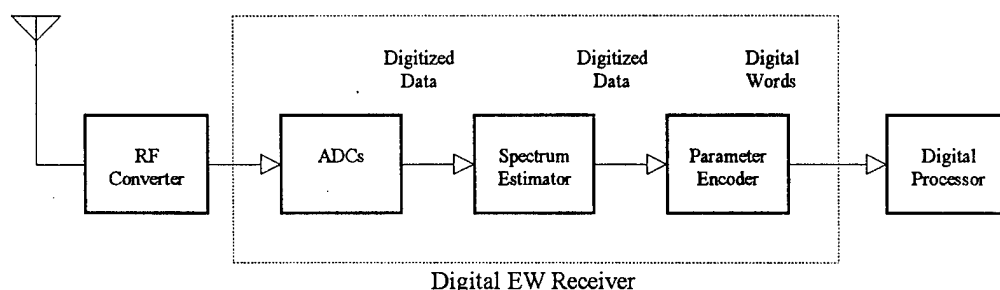 Digitized
Data
Digitized
Data
Digital
Words
RF
Converter
ADCs
Spectrum
Estimator
Parameter
Encoder
Digital
Processor
Digital EW Receiver